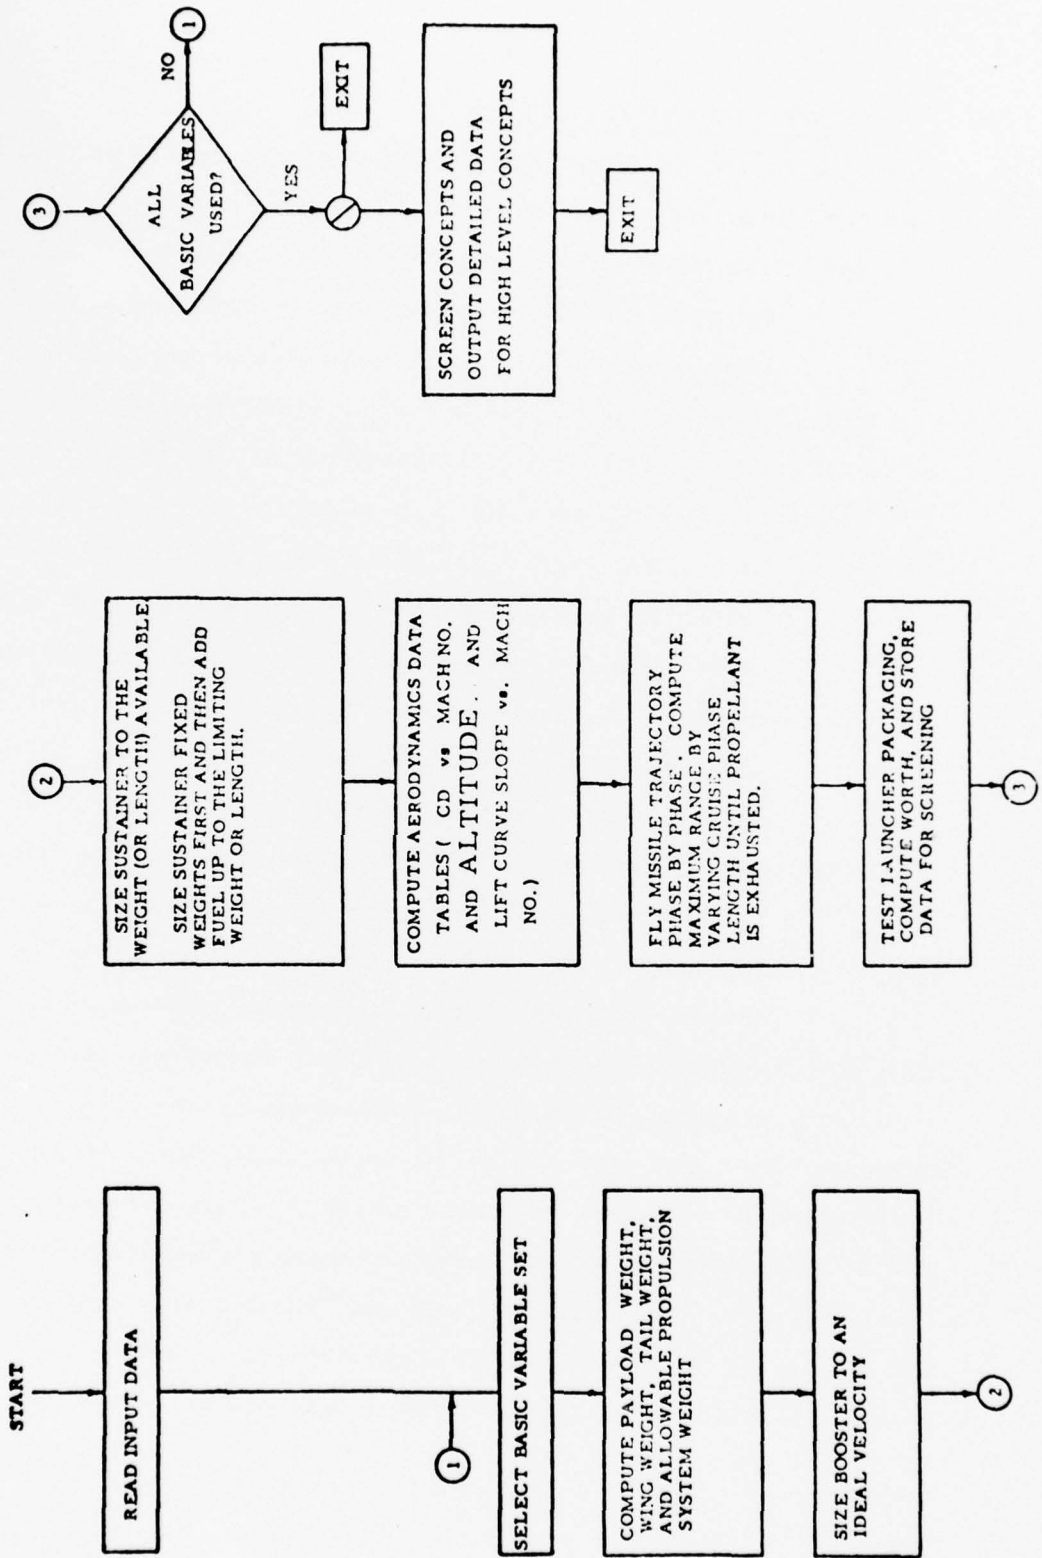 START
READ INPUT DATA
1
SELECT BASIC VARIABLE SET
COMPUTE PAYLOAD WEIGHT,
WING WEIGHT, TAIL WEIGHT,
AND ALLOWABLE PROPULSION
SYSTEM WEIGHT
SIZE BOOSTER TO AN
IDEAL VELOCITY
2
2
SIZE SUSTAINER TO THE
WEIGHT (OR LENGTH) AVAILABLE.
SIZE SUSTAINER FIXED
WEIGHTS FIRST AND THEN ADD
FUEL UP TO THE LIMITING
WEIGHT OR LENGTH.
COMPUTE AERODYNAMICS DATA
TABLES ( CD vs MACH NO.
AND ALTITUDE. . AND
LIFT CURVE SLOPE vs. MACH
NO.)
FLY MISSILE TRAJECTORY
PHASE BY PHASE . COMPUTE
MAXIMUM RANGE BY
VARYING CRUISE PHASE
LENGTH UNTIL PROPELLANT
IS EXHAUSTED.
TEST LAUNCHER PACKAGING,
COMPUTE WORTH, AND STORE
DATA FOR SCREENING
3
3
ALL
BASIC VARIABLES
USED?
NO
1
YES
EXIT
SCREEN CONCEPTS AND
OUTPUT DETAILED DATA
FOR HIGH LEVEL CONCEPTS
EXIT